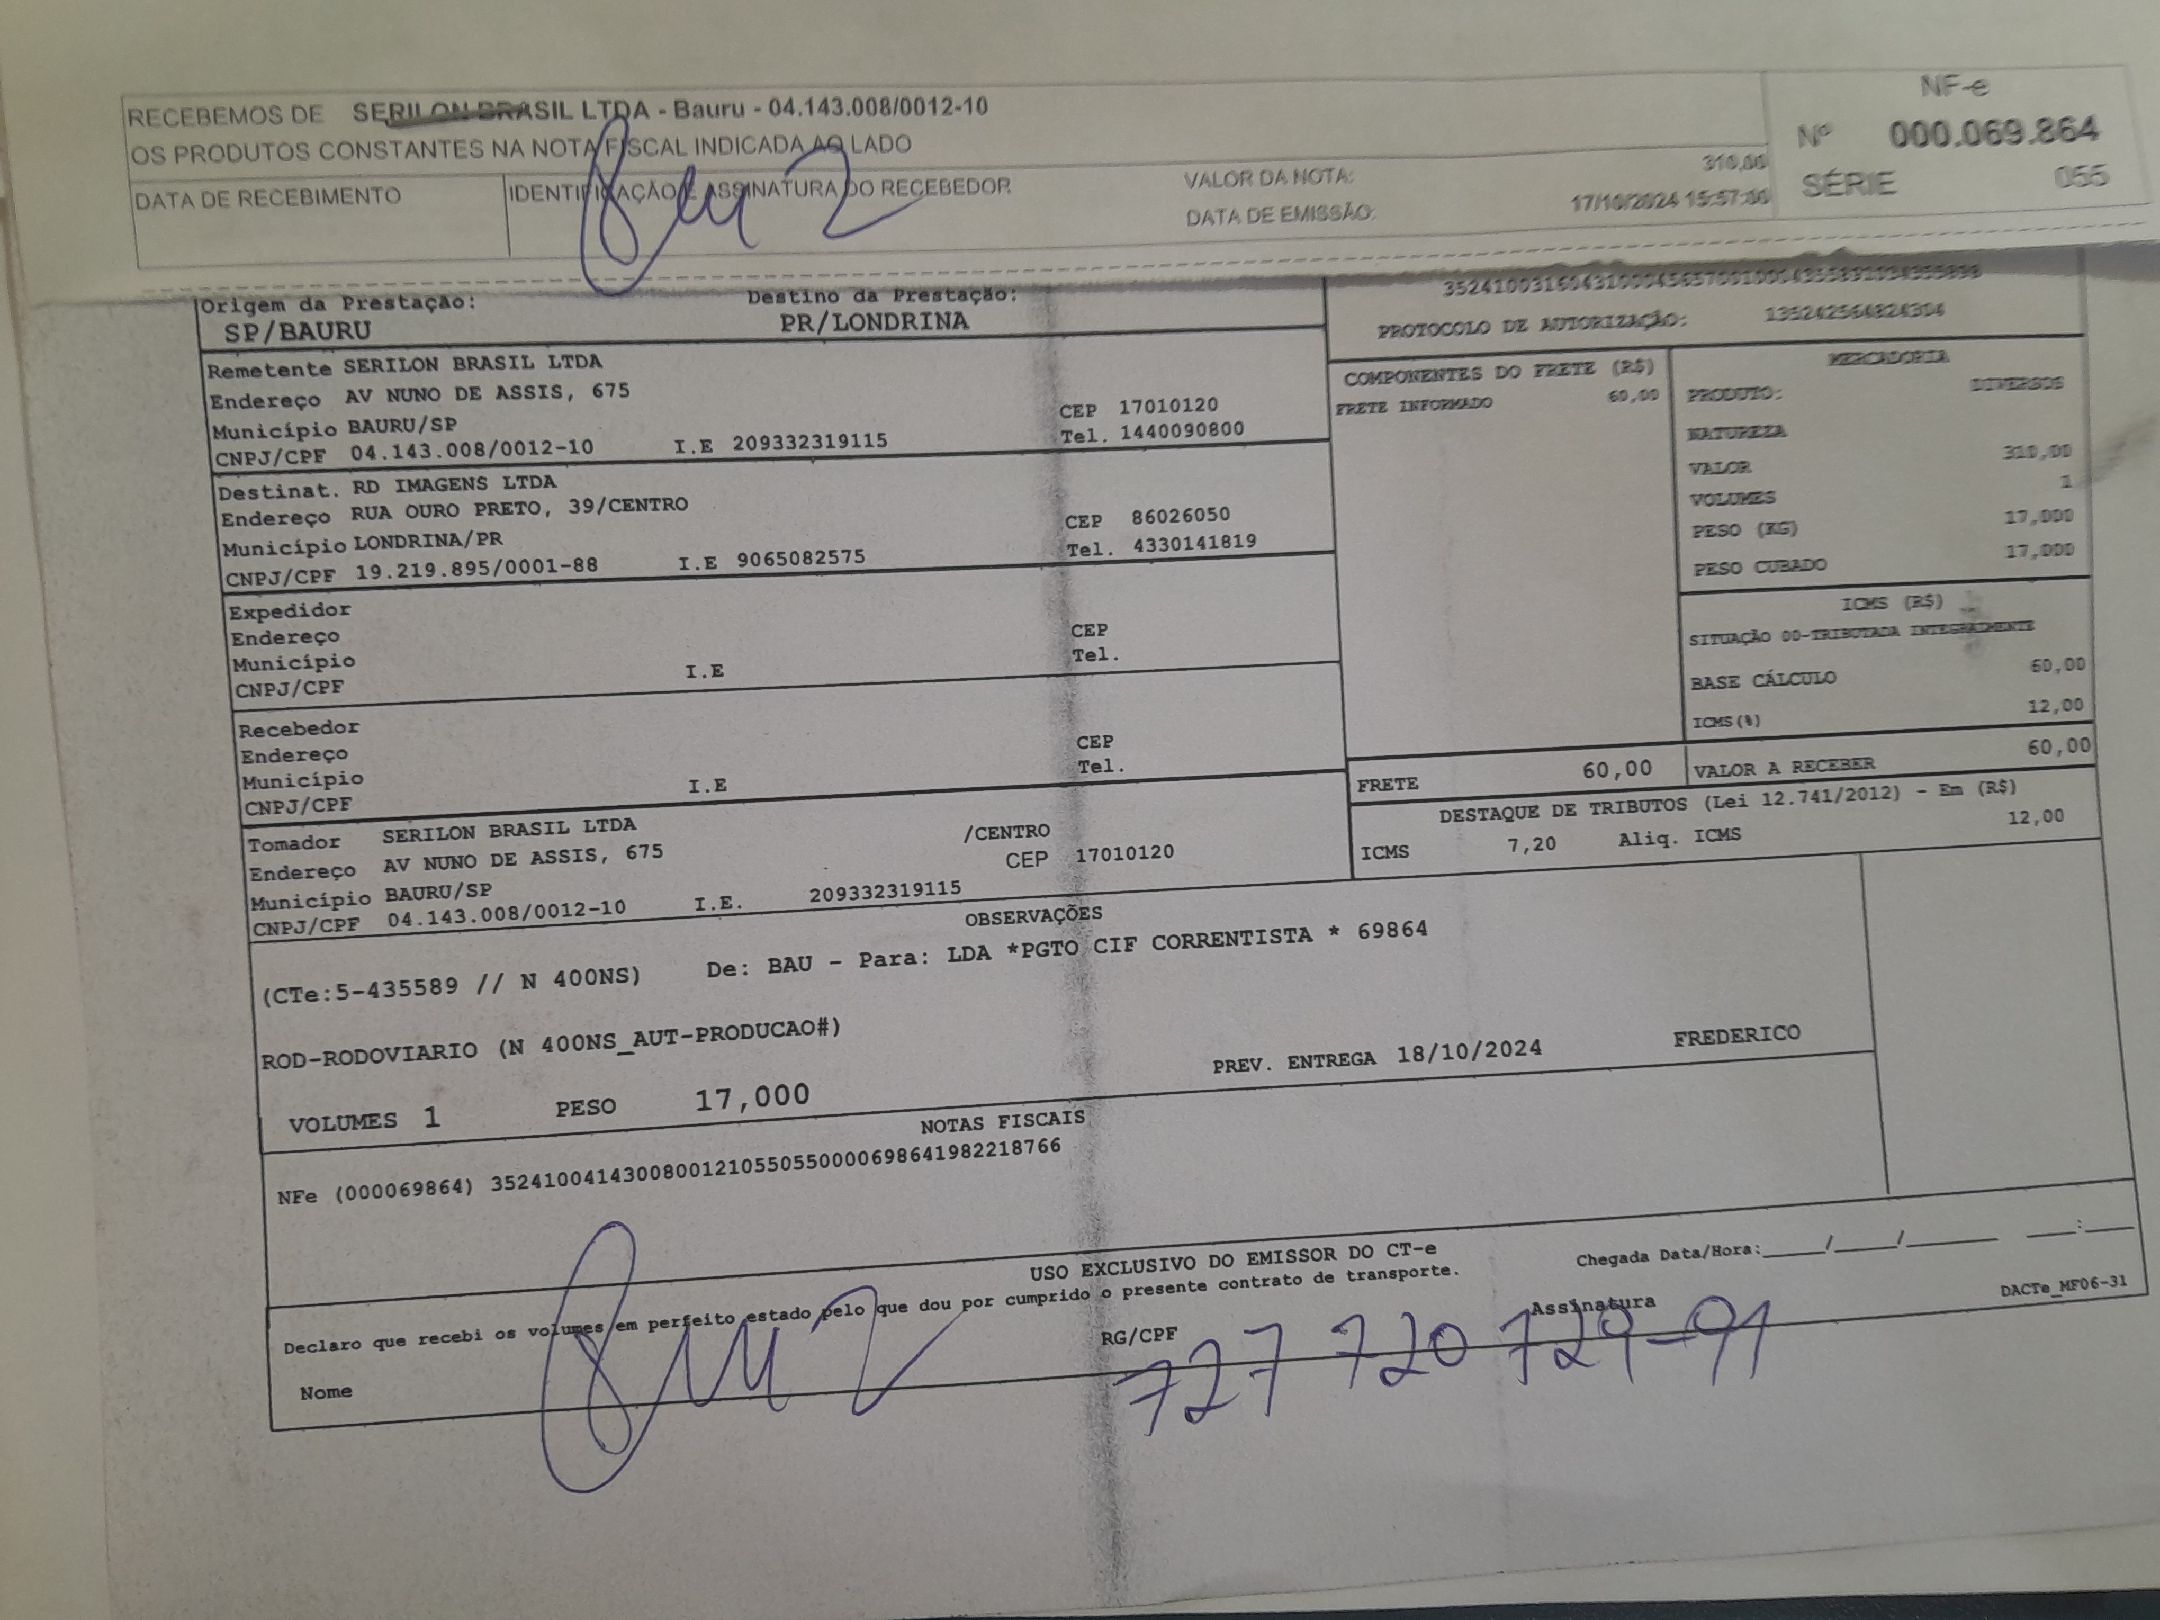 RECEBEMOS DE SERILON BRASIL LTDA - Bauru - 04.143.008/0012-10
OS PRODUTOS CONSTANTES NA NOTA FISCAL INDICADA AO LADO
DATA DE RECEBIMENTO
IDENTIFICAÇÃO E ASSINATURA DO RECEBEDOR
VALOR DA NOTA: 310,00
DATA DE EMISSÃO: 17/10/2024 15:57:00
NF-e
Nº 000.069.864
SÉRIE 055
Origem da Prestação: Destino da Prestação:
SP/BAURU PR/LONDRINA
PROTOCOLO DE AUTORIZAÇÃO: 135242564824304
Remetente SERILON BRASIL LTDA
Endereço AV NUNO DE ASSIS, 675 CEP 17010120
Município BAURU/SP Tel. 1440090800
CNPJ/CPF 04.143.008/0012-10 I.E 209332319115
Destinat. RD IMAGENS LTDA
Endereço RUA OURO PRETO, 39/CENTRO CEP 86026050
Município LONDRINA/PR Tel. 4330141819
CNPJ/CPF 19.219.895/0001-88 I.E 9065082575
Expedidor
Endereço CEP
Município Tel.
CNPJ/CPF I.E
Recebedor
Endereço CEP
Município Tel.
CNPJ/CPF I.E
Tomador SERILON BRASIL LTDA /CENTRO
Endereço AV NUNO DE ASSIS, 675 CEP 17010120
Município BAURU/SP
CNPJ/CPF 04.143.008/0012-10 I.E. 209332319115
COMPONENTES DO FRETE (R$)
FRETE INFORMADO 60,00
MERCADORIA
PRODUTO: DIVERSOS
NATUREZA
VALOR 310,00
VOLUMES 1
PESO (KG) 17,000
PESO CUBADO 17,000
ICMS (R$)
SITUAÇÃO 00-TRIBUTADA INTEGRALMENTE
BASE CÁLCULO 60,00
ICMS(%) 12,00
FRETE 60,00 VALOR A RECEBER 60,00
DESTAQUE DE TRIBUTOS (Lei 12.741/2012) - Em (R$)
ICMS 7,20 Aliq. ICMS 12,00
OBSERVAÇÕES
(CTe:5-435589 // N 400NS) De: BAU - Para: LDA *PGTO CIF CORRENTISTA * 69864
ROD-RODOVIARIO (N 400NS_AUT-PRODUCAO#)
PREV. ENTREGA 18/10/2024 FREDERICO
VOLUMES 1 PESO 17,000
NOTAS FISCAIS
NFe (000069864) 35241004143008001210550550000698641982218766
USO EXCLUSIVO DO EMISSOR DO CT-e
Chegada Data/Hora:_____/_____/_______ ___:____
Declaro que recebi os volumes em perfeito estado pelo que dou por cumprido o presente contrato de transporte.
DACTe_MF06-31
Nome RG/CPF Assinatura
727 720 729-91